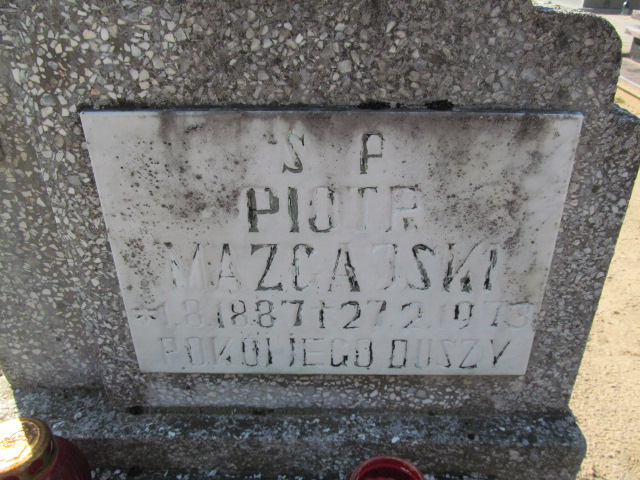 Ś P
PIOTR
MAZGAJSKI
* 1.8.1887 † 27.2.1973
POKÓJ JEGO DUSZY